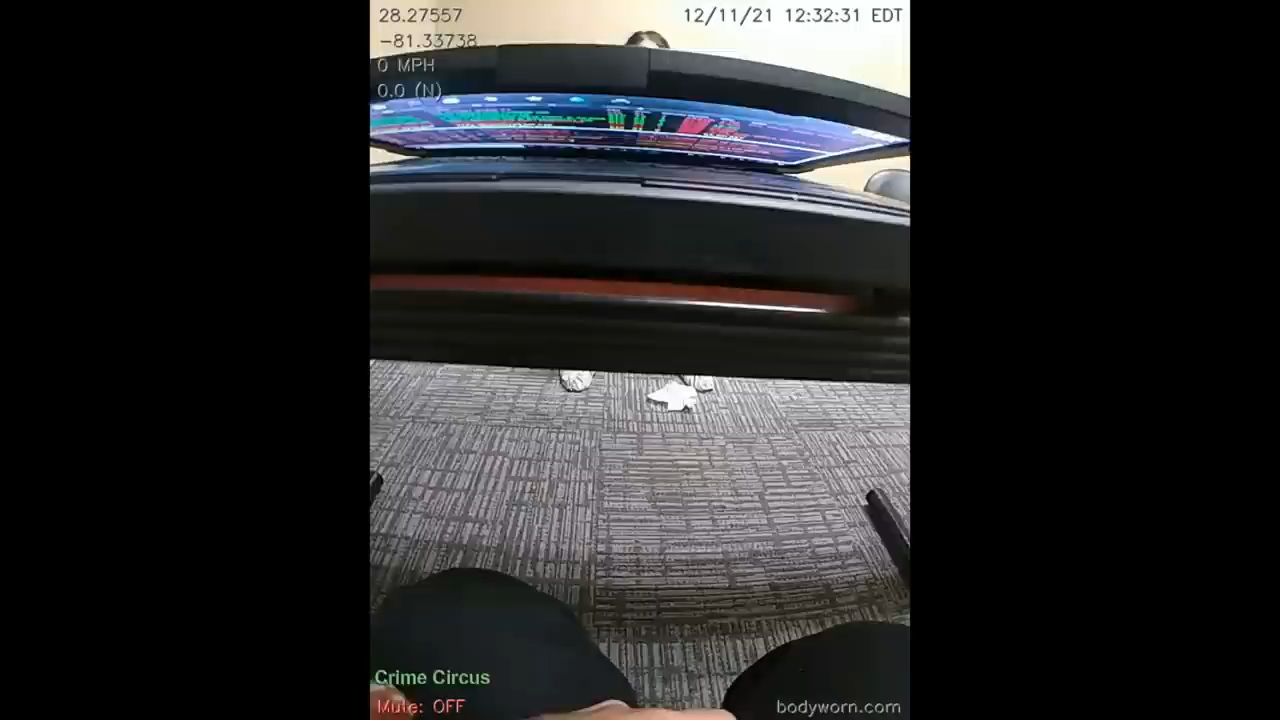 28.27557
12/11/21 12:32:31 EDT
-81.33738
0 MPH
0.0 (N)
Crime Circus
Mute: OFF
bodyworn.com